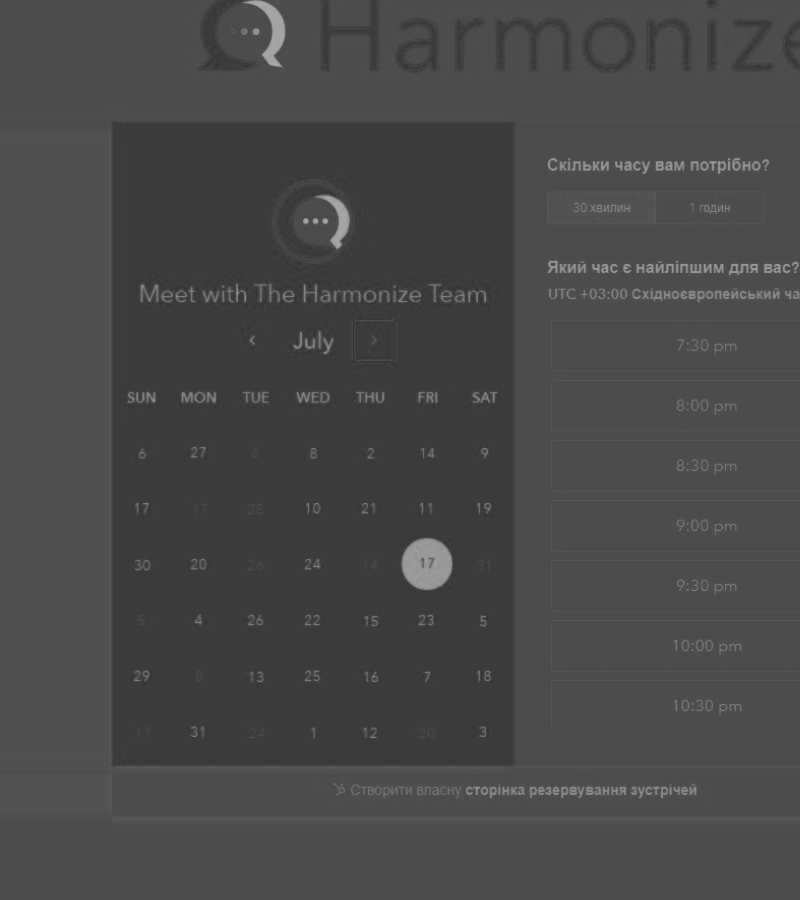 Harmonize
Meet with The Harmonize Team
July
SUN MON TUE WED THU FRI SAT
6 27 6 8 2 14 9
17 17 28 10 21 11 19
30 20 26 24 14 17 31
5 4 26 22 15 23 5
29 8 13 25 16 7 18
17 31 24 1 12 20 3
Скільки часу вам потрібно?
30 хвилин 1 годин
Який час є найліпшим для вас?
UTC +03:00 Східноєвропейський ча
7:30 pm
8:00 pm
8:30 pm
9:00 pm
9:30 pm
10:00 pm
10:30 pm
Створити власну сторінка резервування зустрічей